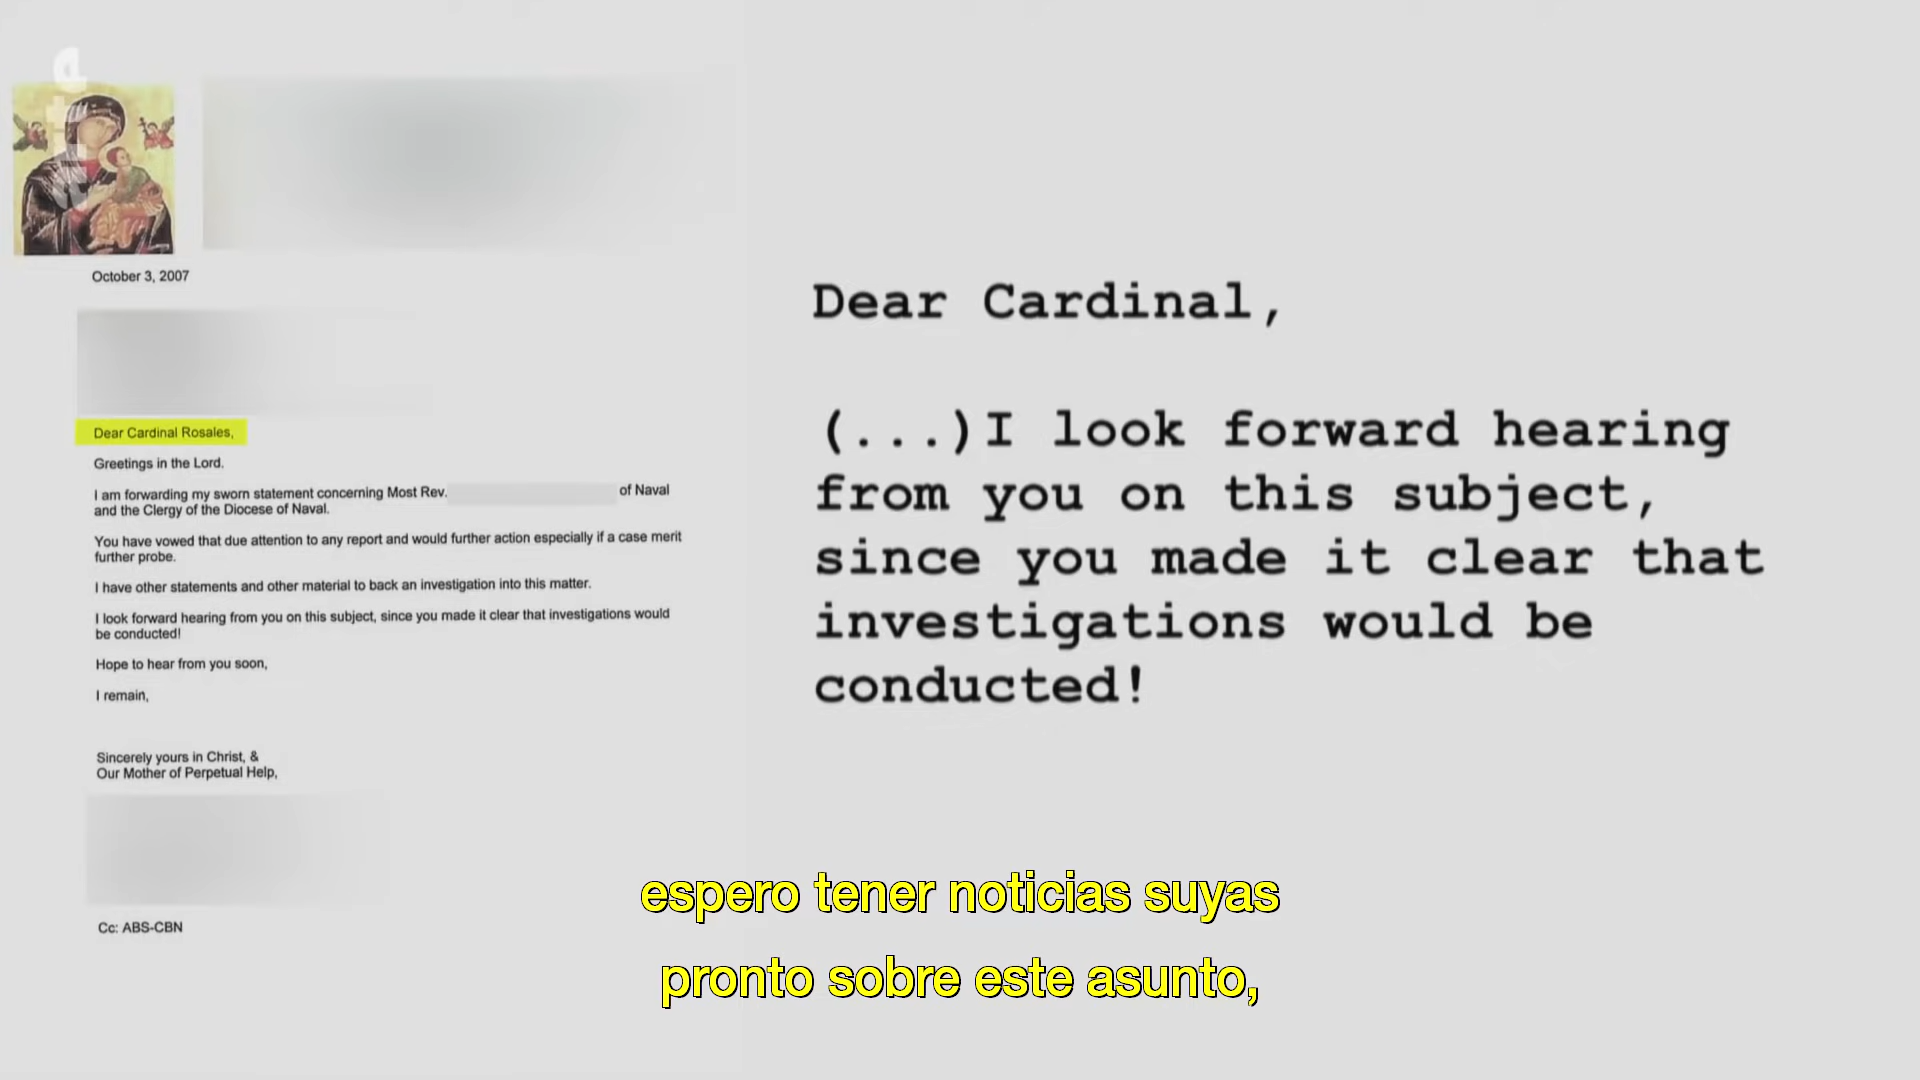 arte
October 3, 2007
Dear Cardinal Rosales,
Greetings in the Lord.
I am forwarding my sworn statement concerning Most Rev. of Naval
and the Clergy of the Diocese of Naval.
You have vowed that due attention to any report and would further action especially if a case merit
further probe.
I have other statements and other material to back an investigation into this matter.
I look forward hearing from you on this subject, since you made it clear that investigations would
be conducted!
Hope to hear from you soon,
I remain,
Sincerely yours in Christ, &
Our Mother of Perpetual Help,
Cc: ABS-CBN
Dear Cardinal,
(...)I look forward hearing
from you on this subject,
since you made it clear that
investigations would be
conducted!
espero tener noticias suyas
pronto sobre este asunto,